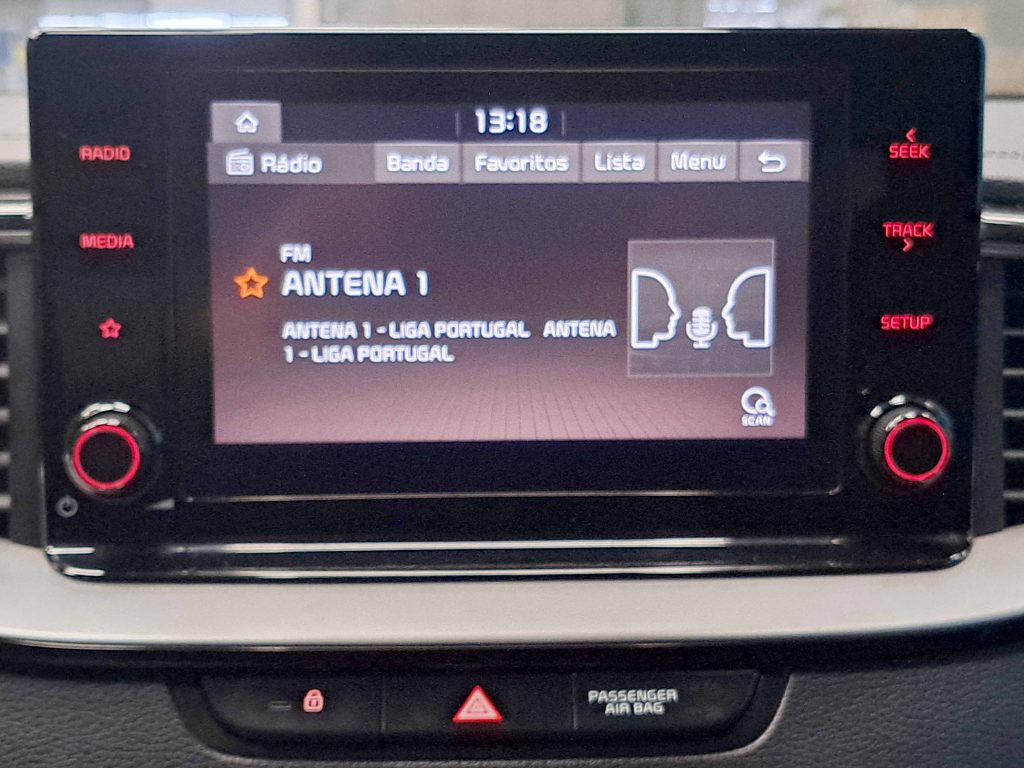 13:18
RADIO
Rádio
Banda
Favoritos
Lista
Menu
SEEK
MEDIA
TRACK
FM
ANTENA 1
ANTENA 1 - LIGA PORTUGAL ANTENA
1 - LIGA PORTUGAL
SETUP
SCAN
PASSENGER
AIR BAG